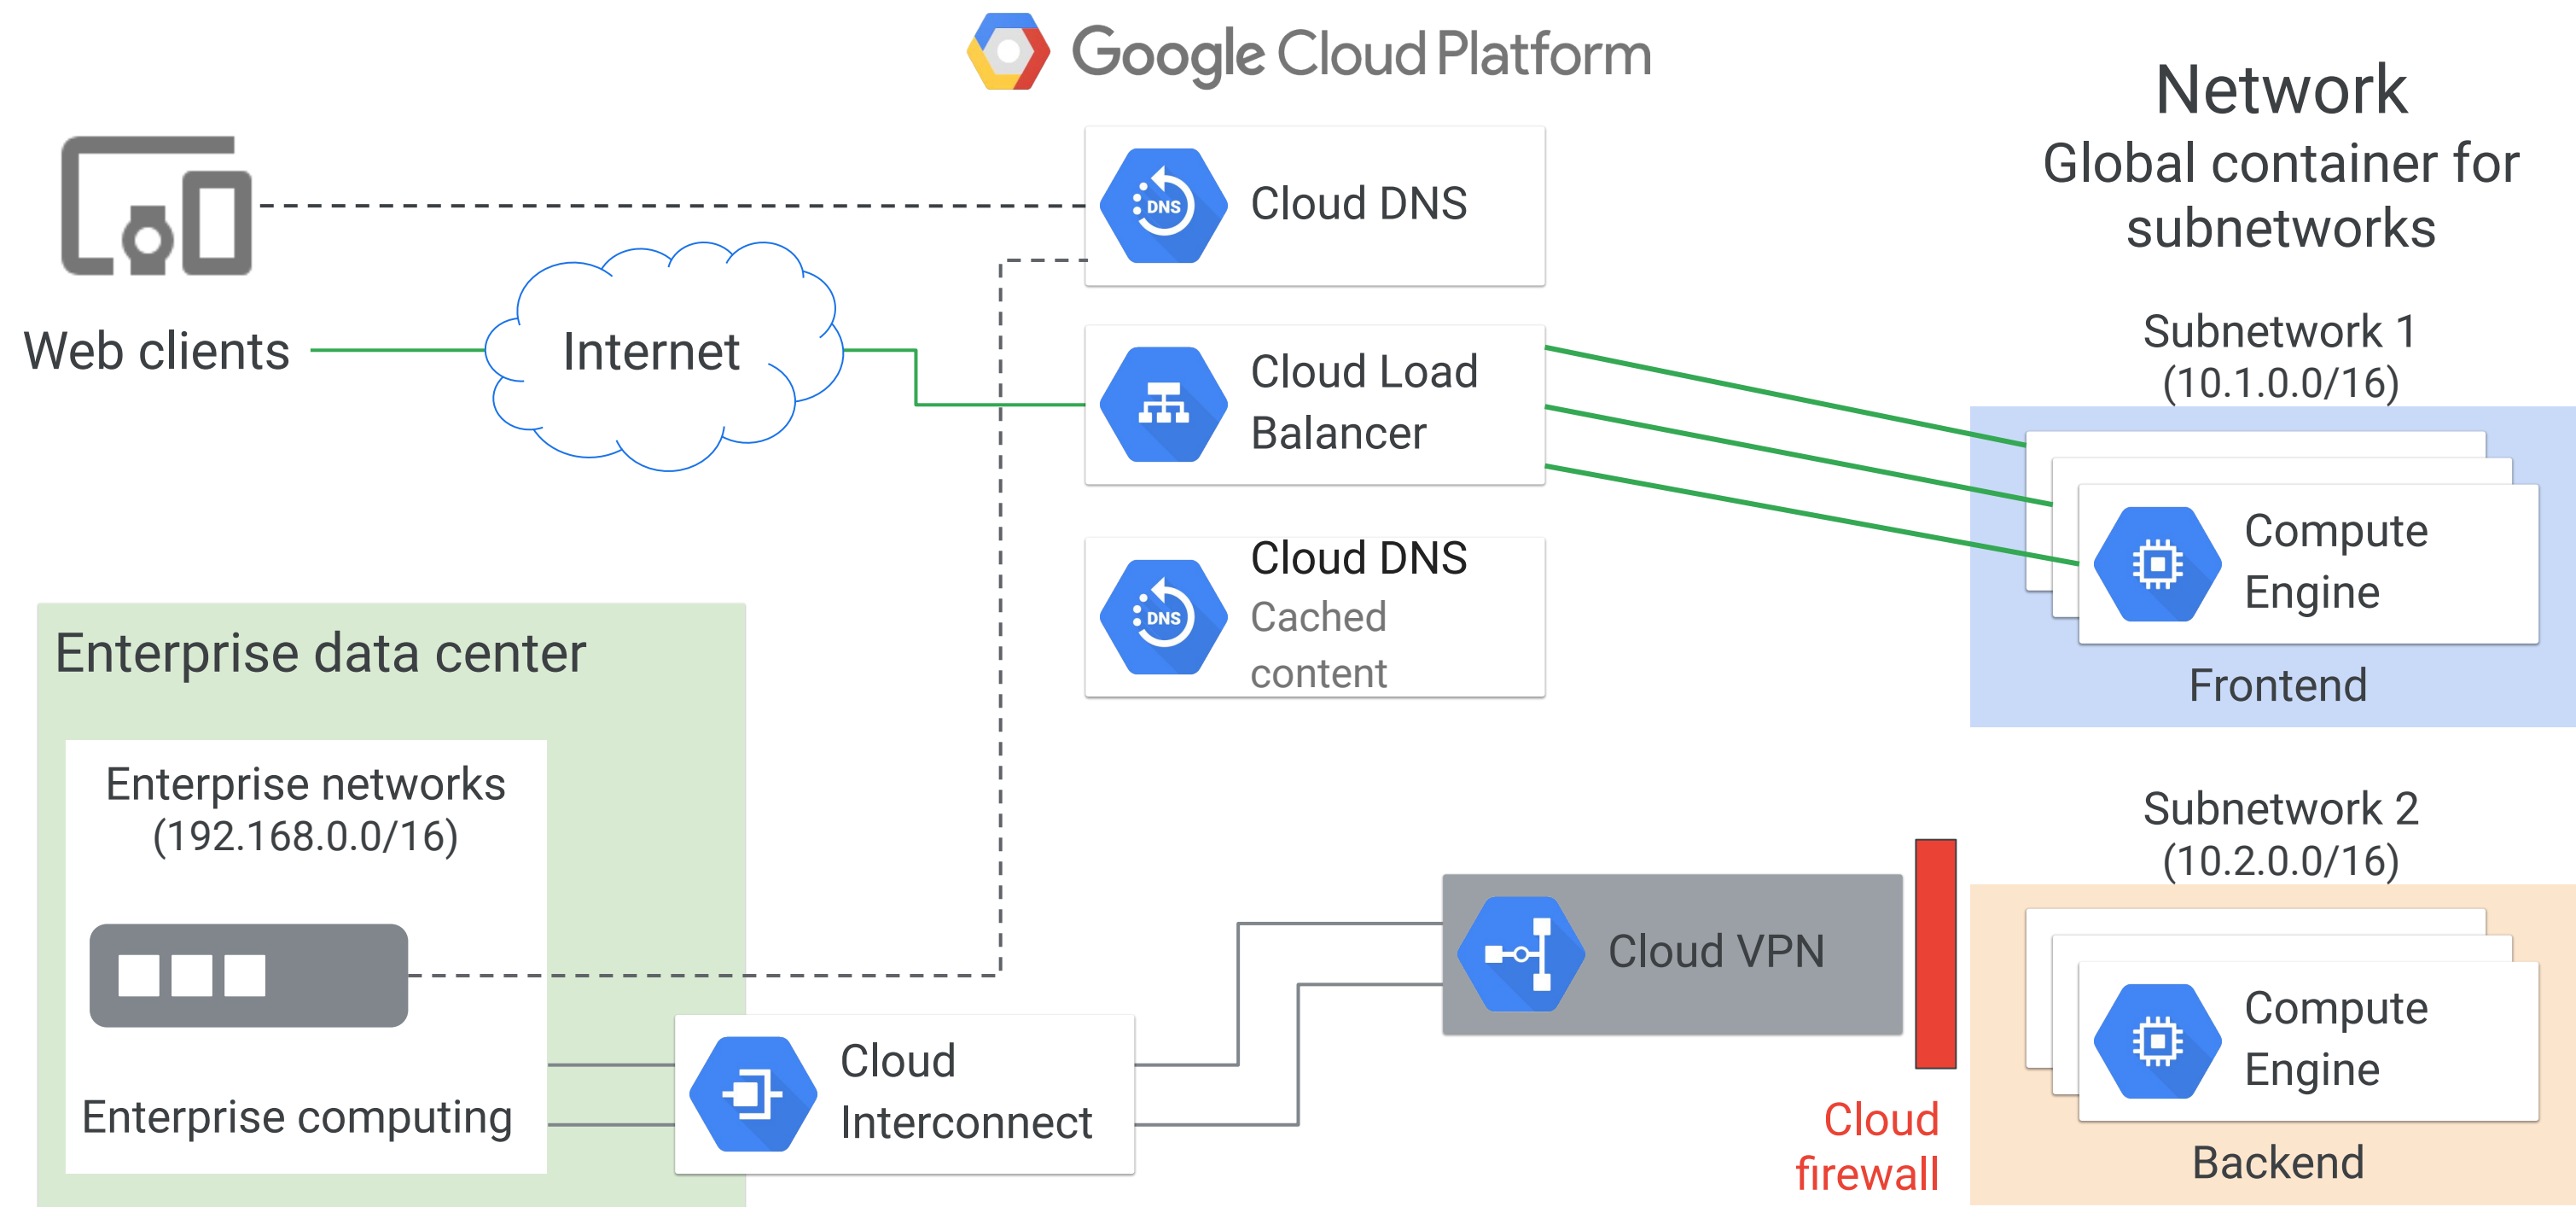 Google Cloud Platform
Network
Global container for
subnetworks
DNS
Cloud DNS
Web clients
Internet
Cloud Load
Balancer
Subnetwork 1
(10.1.0.0/16)
DNS
Cloud DNS
Cached
content
Compute
Engine
Frontend
Enterprise data center
Enterprise networks
(192.168.0.0/16)
Enterprise computing
Cloud
Interconnect
Cloud VPN
Cloud
firewall
Subnetwork 2
(10.2.0.0/16)
Compute
Engine
Backend